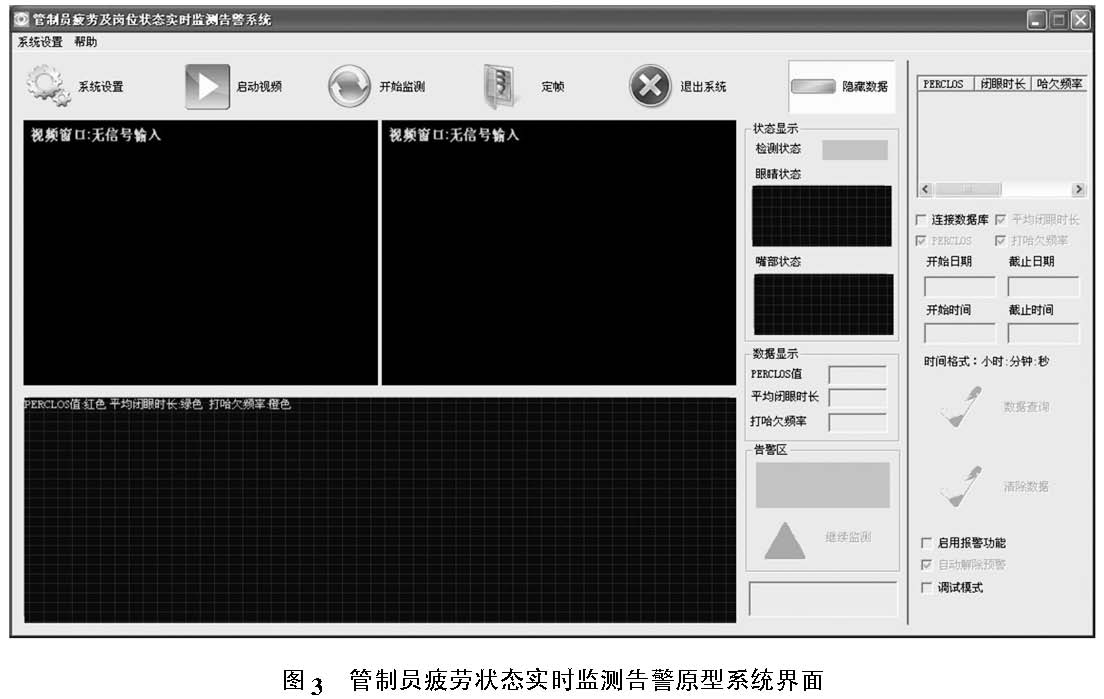 管制员疲劳及岗位状态实时监测告警系统
系统设置 帮助
系统设置 启动视频 开始监测 定帧 退出系统 隐藏数据
视频窗口:无信号输入
视频窗口:无信号输入
PERCLOS值:红色 平均闭眼时长:绿色 打哈欠频率:橙色
状态显示
检测状态
眼睛状态
嘴部状态
数据显示
PERCLOS值
平均闭眼时长
打哈欠频率
告警区
继续监测
PERCLOS 闭眼时长 哈欠频率
连接数据库 平均闭眼时长
PERCLOS 打哈欠频率
开始日期 截止日期
开始时间 截止时间
时间格式：小时:分钟:秒
数据查询
清除数据
启用报警功能
自动解除预警
调试模式
图3 管制员疲劳状态实时监测告警原型系统界面